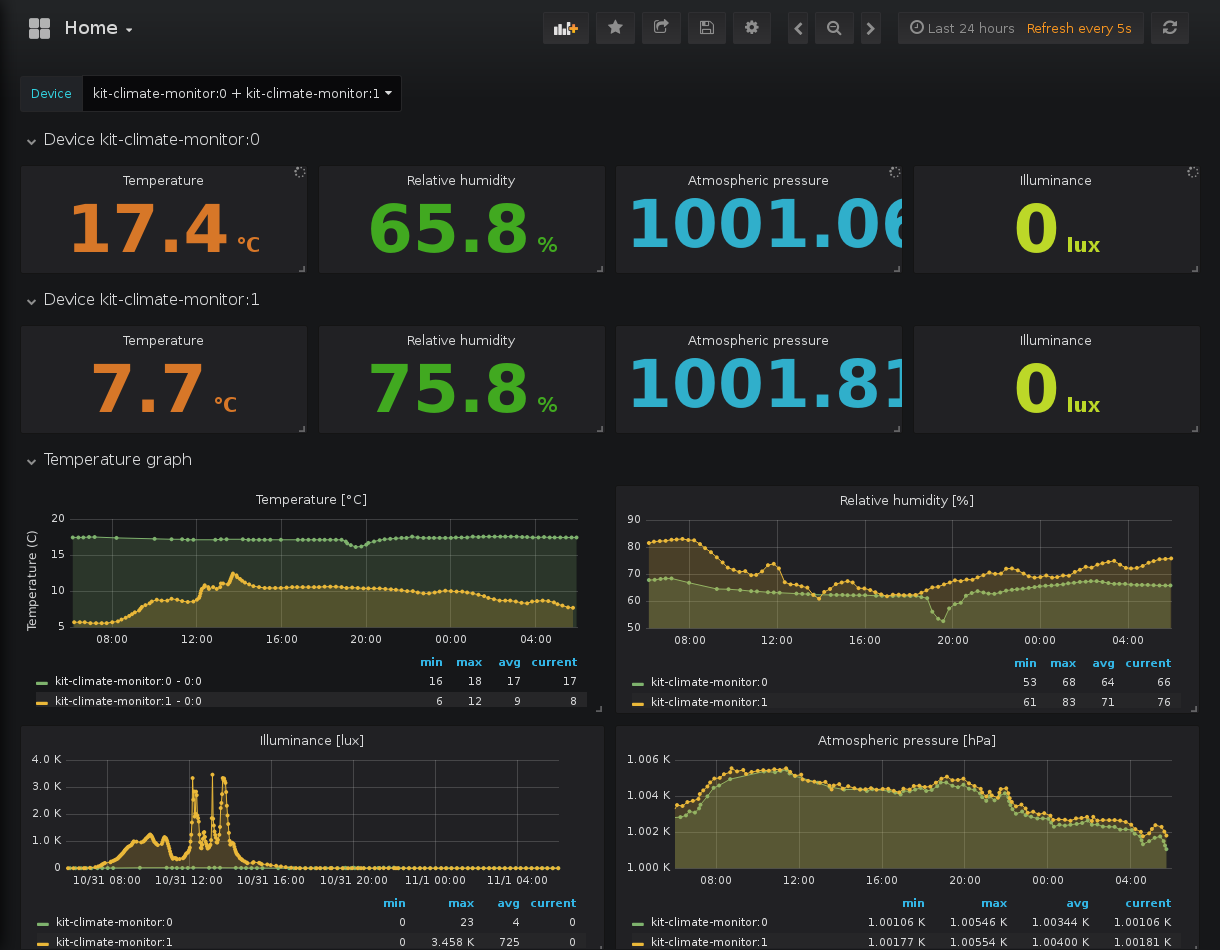 Home
Last 24 hours Refresh every 5s
Device kit-climate-monitor:0 + kit-climate-monitor:1
Device kit-climate-monitor:0
Temperature Relative humidity Atmospheric pressure Illuminance
17.4 °C 65.8 % 1001.06 0 lux
Device kit-climate-monitor:1
Temperature Relative humidity Atmospheric pressure Illuminance
7.7 °C 75.8 % 1001.81 0 lux
Temperature graph
Temperature [°C]
Temperature (C)
20
15
10
5
08:00 12:00 16:00 20:00 00:00 04:00
min max avg current
kit-climate-monitor:0 - 0:0 16 18 17 17
kit-climate-monitor:1 - 0:0 6 12 9 8
Relative humidity [%]
90
80
70
60
50
08:00 12:00 16:00 20:00 00:00 04:00
min max avg current
kit-climate-monitor:0 53 68 64 66
kit-climate-monitor:1 61 83 71 76
Illuminance [lux]
4.0 K
3.0 K
2.0 K
1.0 K
0
10/31 08:00 10/31 12:00 10/31 16:00 10/31 20:00 11/1 00:00 11/1 04:00
min max avg current
kit-climate-monitor:0 0 23 4 0
kit-climate-monitor:1 0 3.458 K 725 0
Atmospheric pressure [hPa]
1.006 K
1.004 K
1.002 K
1.000 K
08:00 12:00 16:00 20:00 00:00 04:00
min max avg current
kit-climate-monitor:0 1.00106 K 1.00546 K 1.00344 K 1.00106 K
kit-climate-monitor:1 1.00177 K 1.00554 K 1.00400 K 1.00181 K